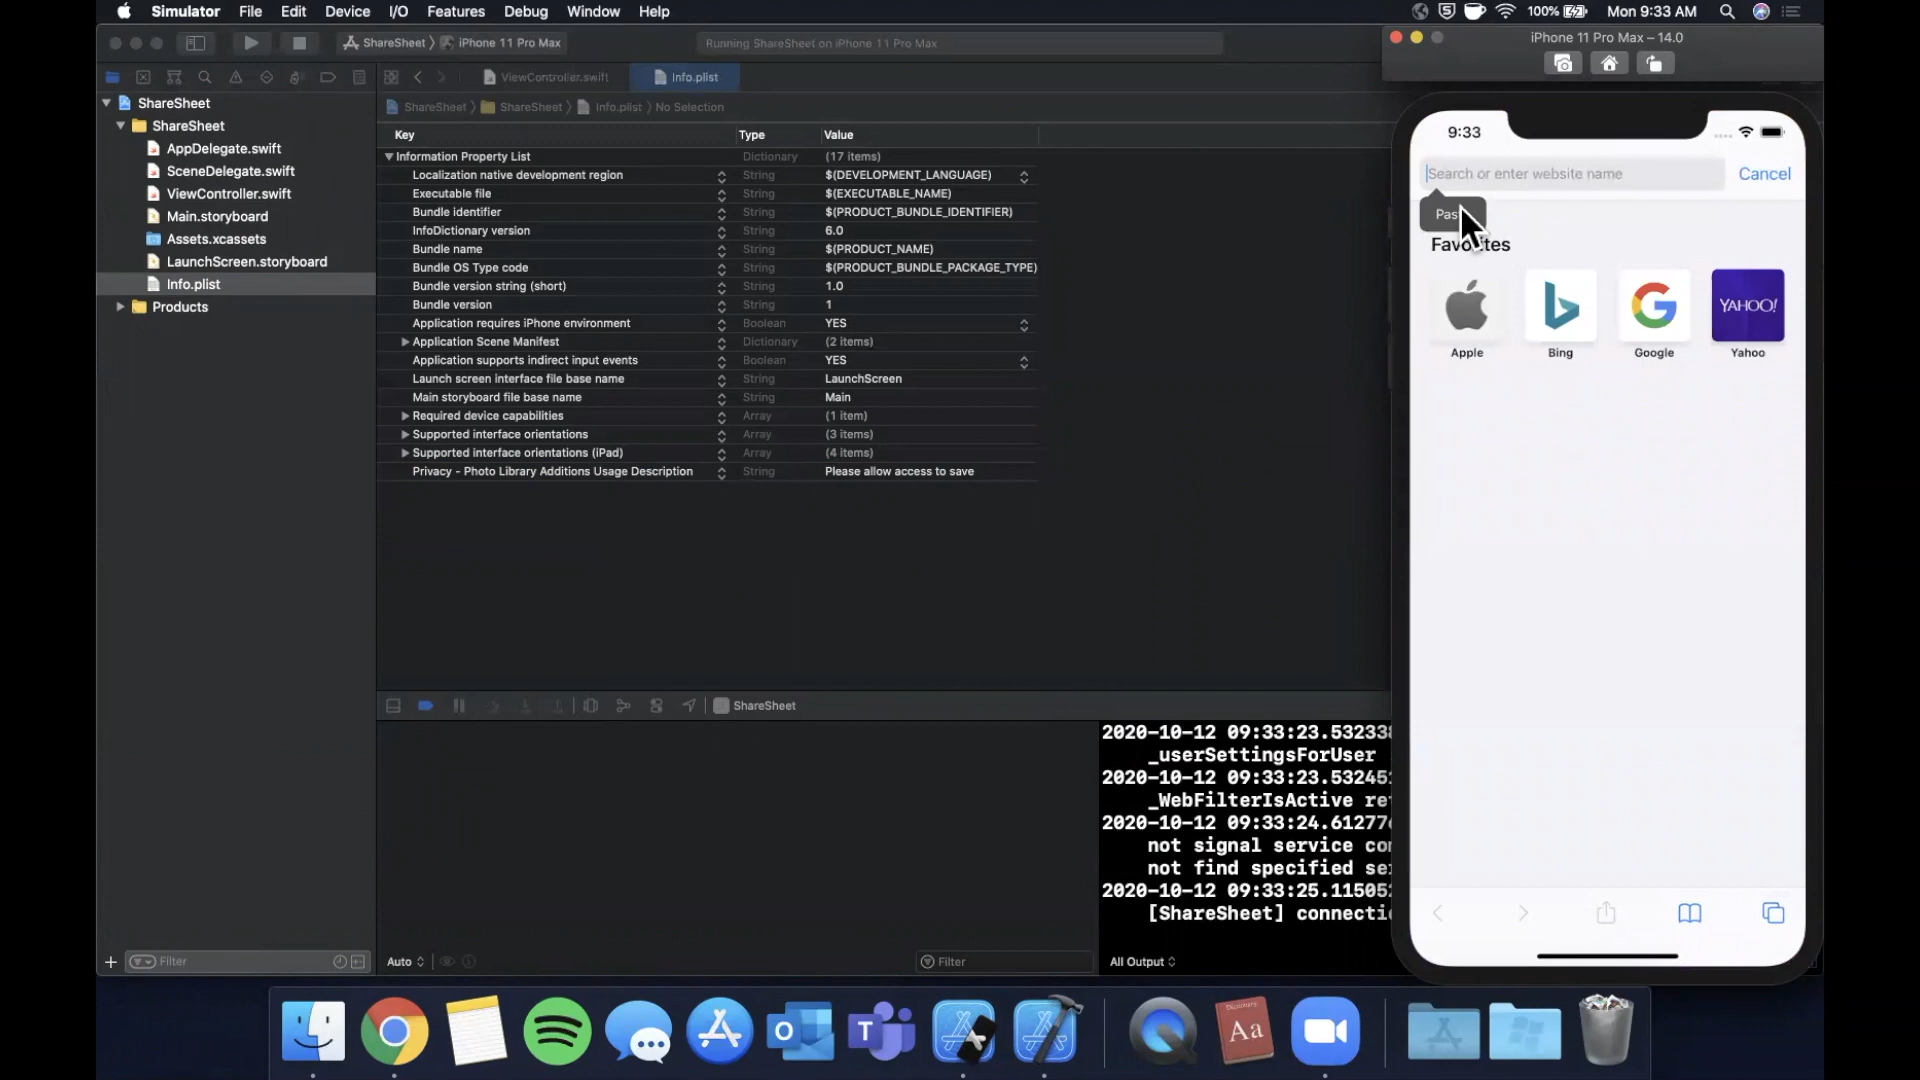 Simulator File Edit Device I/O Features Debug Window Help
100% Mon 9:33 AM
ShareSheet iPhone 11 Pro Max
Running ShareSheet on iPhone 11 Pro Max
iPhone 11 Pro Max – 14.0
ViewController.swift
Info.plist
ShareSheet
ShareSheet
AppDelegate.swift
SceneDelegate.swift
ViewController.swift
Main.storyboard
Assets.xcassets
LaunchScreen.storyboard
Info.plist
Products
Filter
ShareSheet ShareSheet Info.plist No Selection
Key Type Value
Information Property List Dictionary (17 items)
Localization native development region String $(DEVELOPMENT_LANGUAGE)
Executable file String $(EXECUTABLE_NAME)
Bundle identifier String $(PRODUCT_BUNDLE_IDENTIFIER)
InfoDictionary version String 6.0
Bundle name String $(PRODUCT_NAME)
Bundle OS Type code String $(PRODUCT_BUNDLE_PACKAGE_TYPE)
Bundle version string (short) String 1.0
Bundle version String 1
Application requires iPhone environment Boolean YES
Application Scene Manifest Dictionary (2 items)
Application supports indirect input events Boolean YES
Launch screen interface file base name String LaunchScreen
Main storyboard file base name String Main
Required device capabilities Array (1 item)
Supported interface orientations Array (3 items)
Supported interface orientations (iPad) Array (4 items)
Privacy - Photo Library Additions Usage Description String Please allow access to save
ShareSheet
2020-10-12 09:33:23.532338
_userSettingsForUser
2020-10-12 09:33:23.532451
_WebFilterIsActive
2020-10-12 09:33:24.61277
not signal service
not find specified
2020-10-12 09:33:25.11505
[ShareSheet]
Auto
Filter
All Output
9:33
Search or enter website name
Cancel
Favorites
YAHOO!
Apple Bing Google Yahoo
Aa